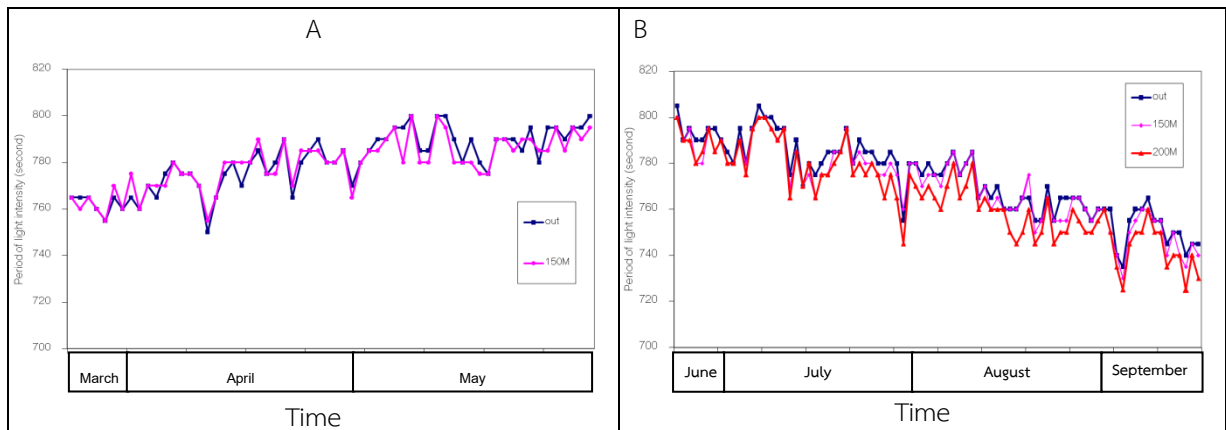 A
820
800
780
760
740
720
700
Period of light intensity (second)
out
150M
March
April
May
Time
B
820
800
780
760
740
720
700
Period of light intensity (second)
out
150M
200M
June
July
August
September
Time